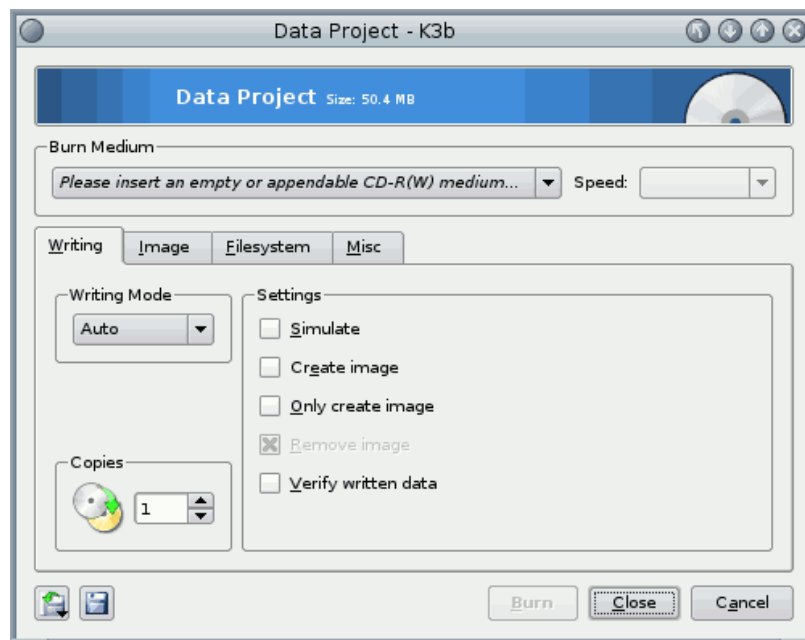 Data Project - K3b
Data Project Size: 50.4 MB
Burn Medium
Please insert an empty or appendable CD-R(W) medium... Speed:
Writing Image Filesystem Misc
Writing Mode
Auto
Settings
Simulate
Create image
Only create image
Remove image
Verify written data
Copies
1
Burn Close Cancel